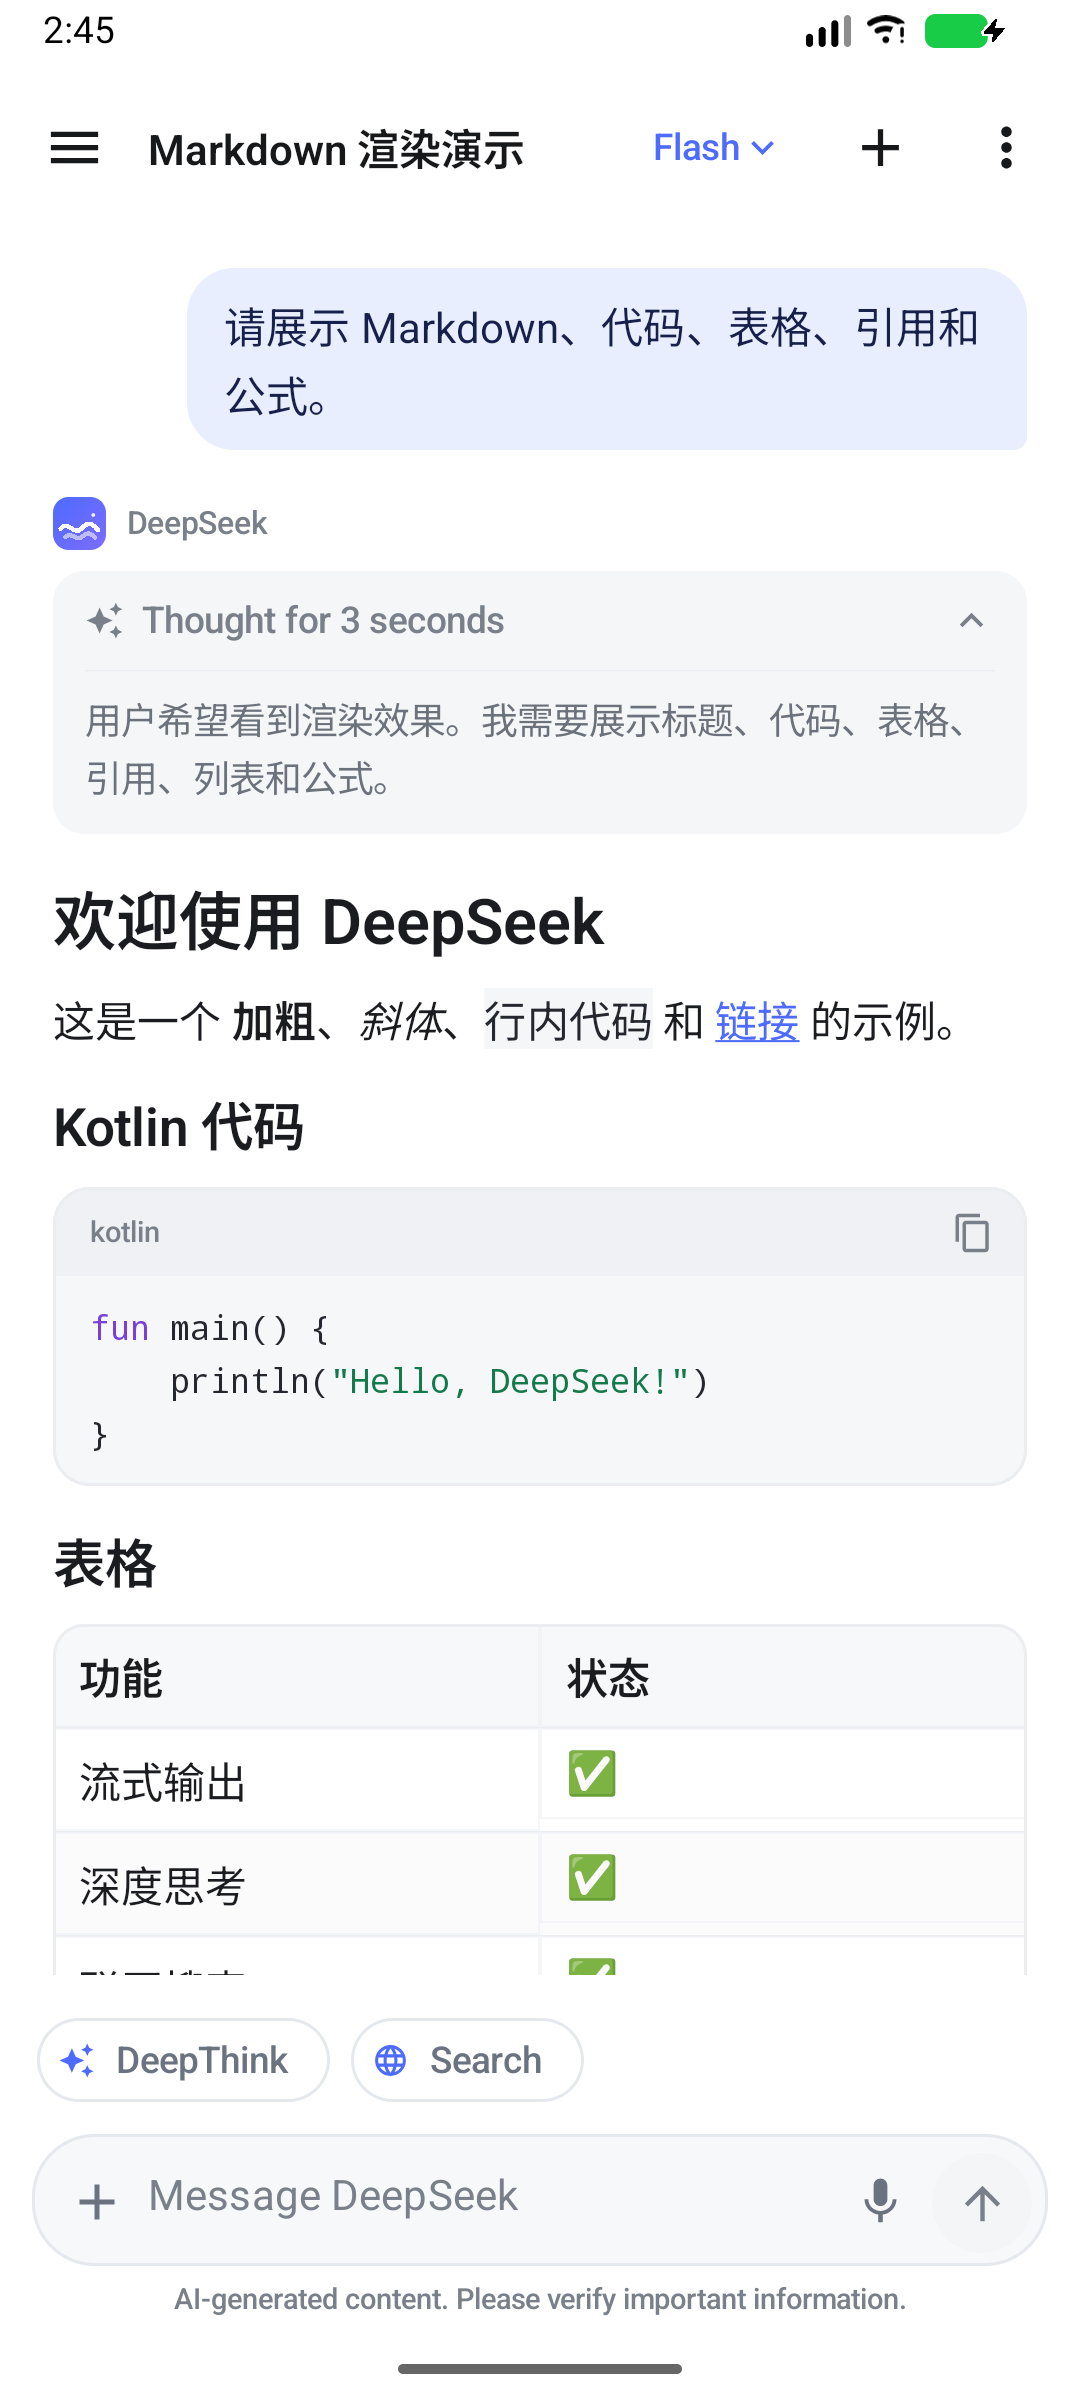 2:45
Markdown 渲染演示
Flash
请展示 Markdown、代码、表格、引用和
公式。
DeepSeek
Thought for 3 seconds
用户希望看到渲染效果。我需要展示标题、代码、表格、
引用、列表和公式。
欢迎使用 DeepSeek
这是一个 加粗、斜体、行内代码 和 链接 的示例。
Kotlin 代码
kotlin
fun main() {
    println("Hello, DeepSeek!")
}
表格
功能 状态
流式输出 ✅
深度思考 ✅
DeepThink
Search
Message DeepSeek
AI-generated content. Please verify important information.